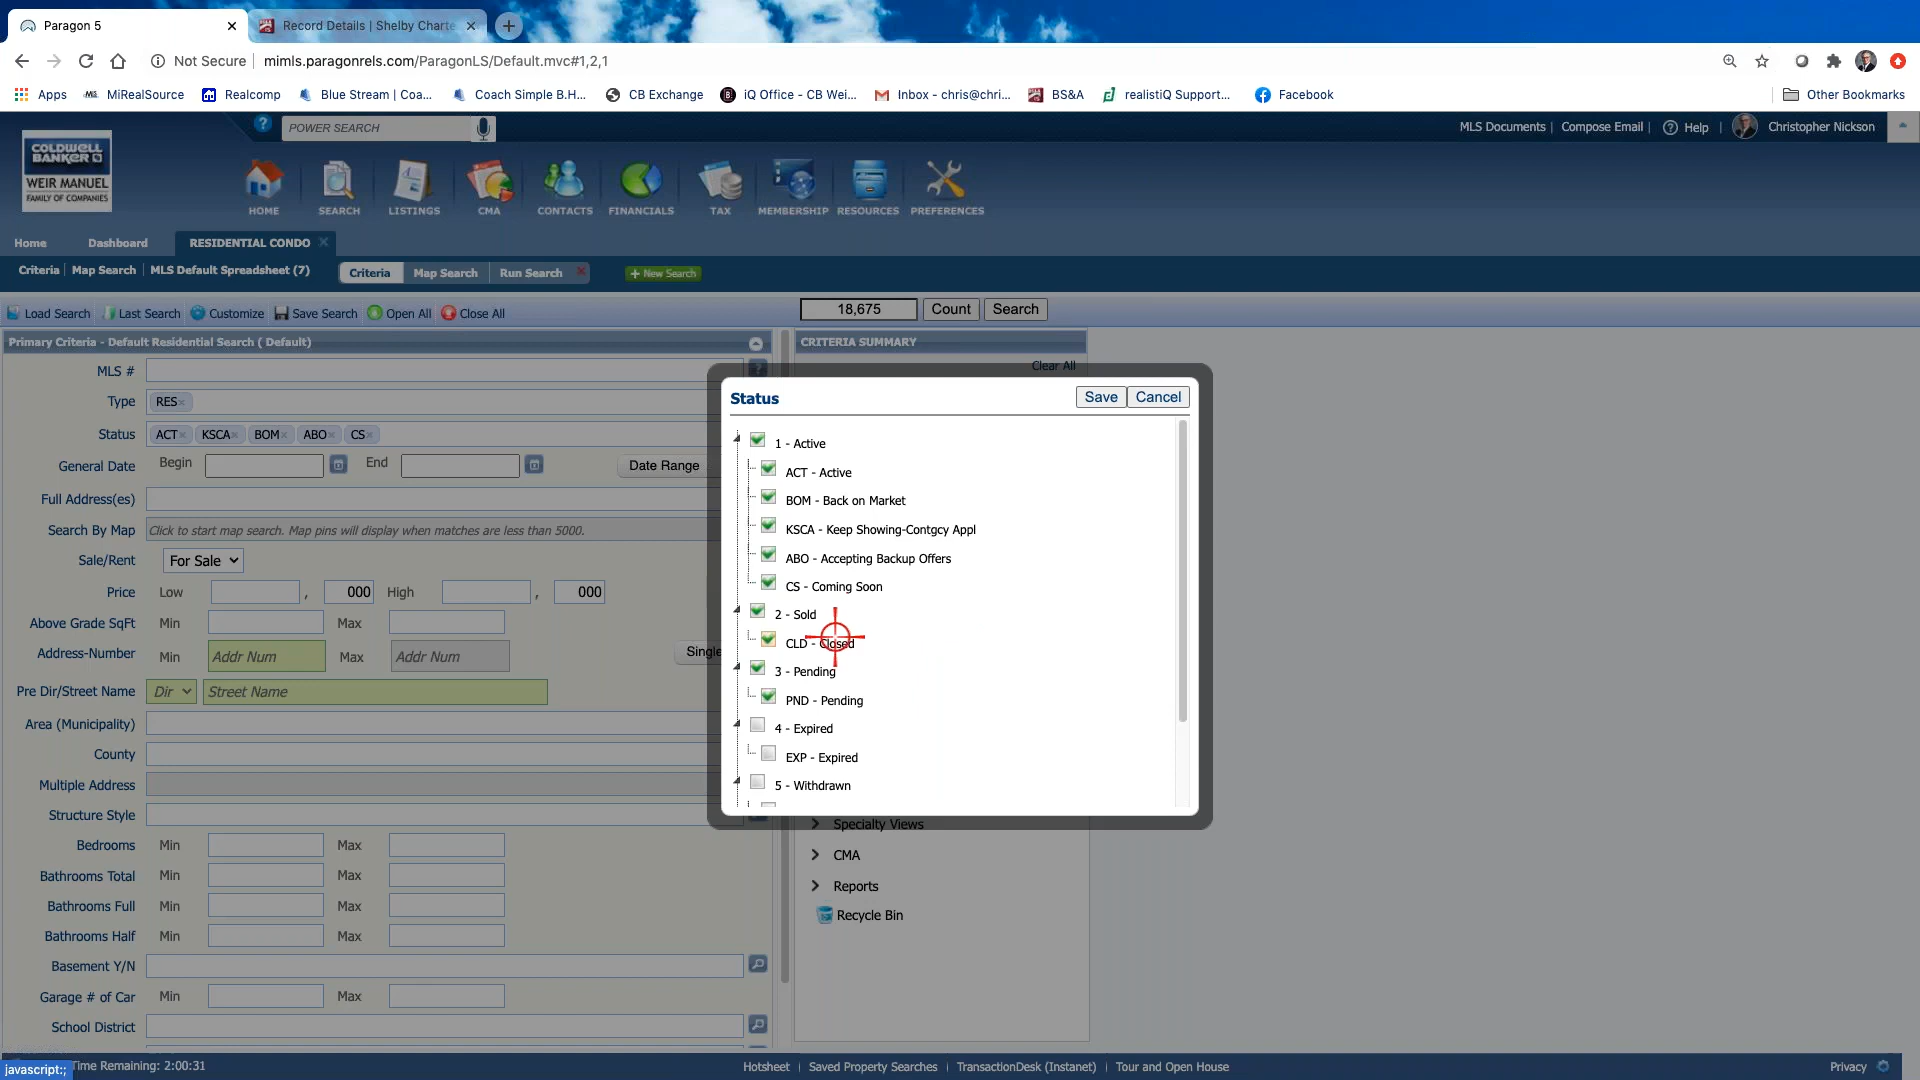 Paragon 5
Record Details | Shelby Charte
Not Secure mimls.paragonrels.com/ParagonLS/Default.mvc#1,2,1
Apps MiRealSource Realcomp Blue Stream | Coa... Coach Simple B.H... CB Exchange iQ Office - CB Wei... Inbox - chris@chri... BS&A realistiQ Support... Facebook Other Bookmarks
POWER SEARCH
MLS Documents | Compose Email | Help | Christopher Nickson
COLDWELL
BANKER
WEIR MANUEL
FAMILY OF COMPANIES
HOME SEARCH LISTINGS CMA CONTACTS FINANCIALS TAX MEMBERSHIP RESOURCES PREFERENCES
Home Dashboard RESIDENTIAL CONDO
Criteria | Map Search | MLS Default Spreadsheet (7) Criteria Map Search Run Search + New Search
Load Search Last Search Customize Save Search Open All Close All 18,675 Count Search
Primary Criteria - Default Residential Search ( Default)
CRITERIA SUMMARY
Clear All
MLS #
Type RES
Status ACT KSCA BOM ABO CS
General Date Begin End Date Range
Full Address(es)
Search By Map Click to start map search. Map pins will display when matches are less than 5000.
Sale/Rent For Sale
Price Low , 000 High , 000
Above Grade SqFt Min Max
Address-Number Min Addr Num Max Addr Num Single
Pre Dir/Street Name Dir Street Name
Area (Municipality)
County
Multiple Address
Structure Style
Bedrooms Min Max
Bathrooms Total Min Max
Bathrooms Full Min Max
Bathrooms Half Min Max
Basement Y/N
Garage # of Car Min Max
School District
Status Save Cancel
1 - Active
ACT - Active
BOM - Back on Market
KSCA - Keep Showing-Contgcy Appl
ABO - Accepting Backup Offers
CS - Coming Soon
2 - Sold
CLD - Closed
3 - Pending
PND - Pending
4 - Expired
EXP - Expired
5 - Withdrawn
Specialty Views
CMA
Reports
Recycle Bin
javascript:;
Time Remaining: 2:00:31
Hotsheet | Saved Property Searches | TransactionDesk (Instanet) | Tour and Open House
Privacy